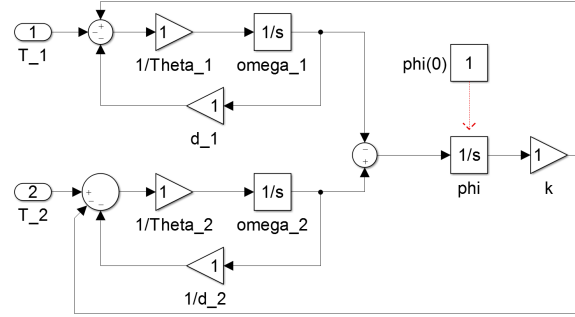 1
T_1
1
1/Theta_1
1/s
omega_1
1
d_1
phi(0)
1
1/s
phi
1
k
2
T_2
1
1/Theta_2
1/s
omega_2
1
1/d_2